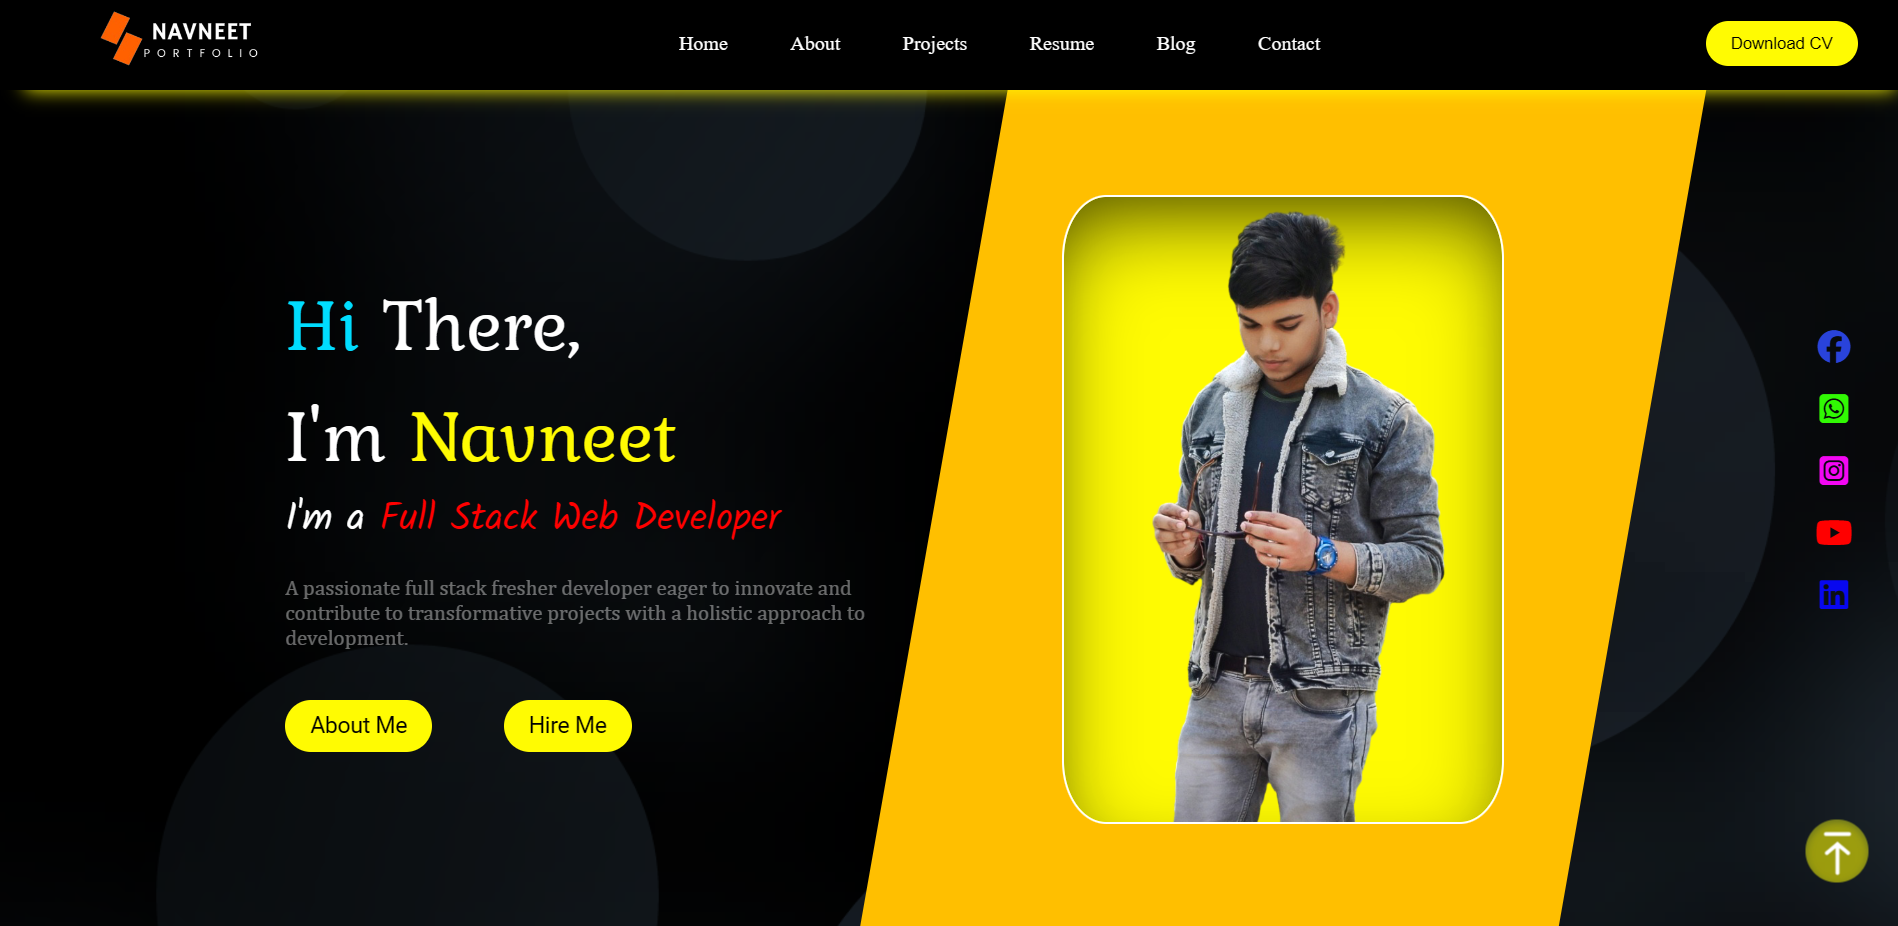 NAVNEET
PORTFOLIO
Home About Projects Resume Blog Contact
Download CV
Hi There,
I'm Navneet
I'm a Full Stack Web Developer
A passionate full stack fresher developer eager to innovate and
contribute to transformative projects with a holistic approach to
development.
About Me Hire Me